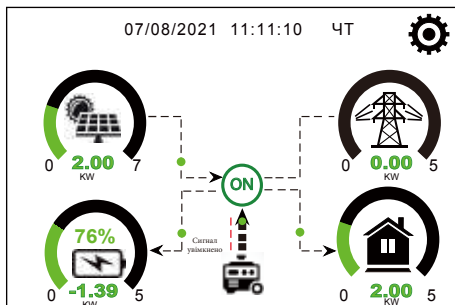 07/08/2021 11:11:10 ЧТ
0 2.00 7
KW
0 0.00 5
KW
ON
76%
Сигнал
увімкнено
0 -1.39 5
KW
0 2.00 5
KW